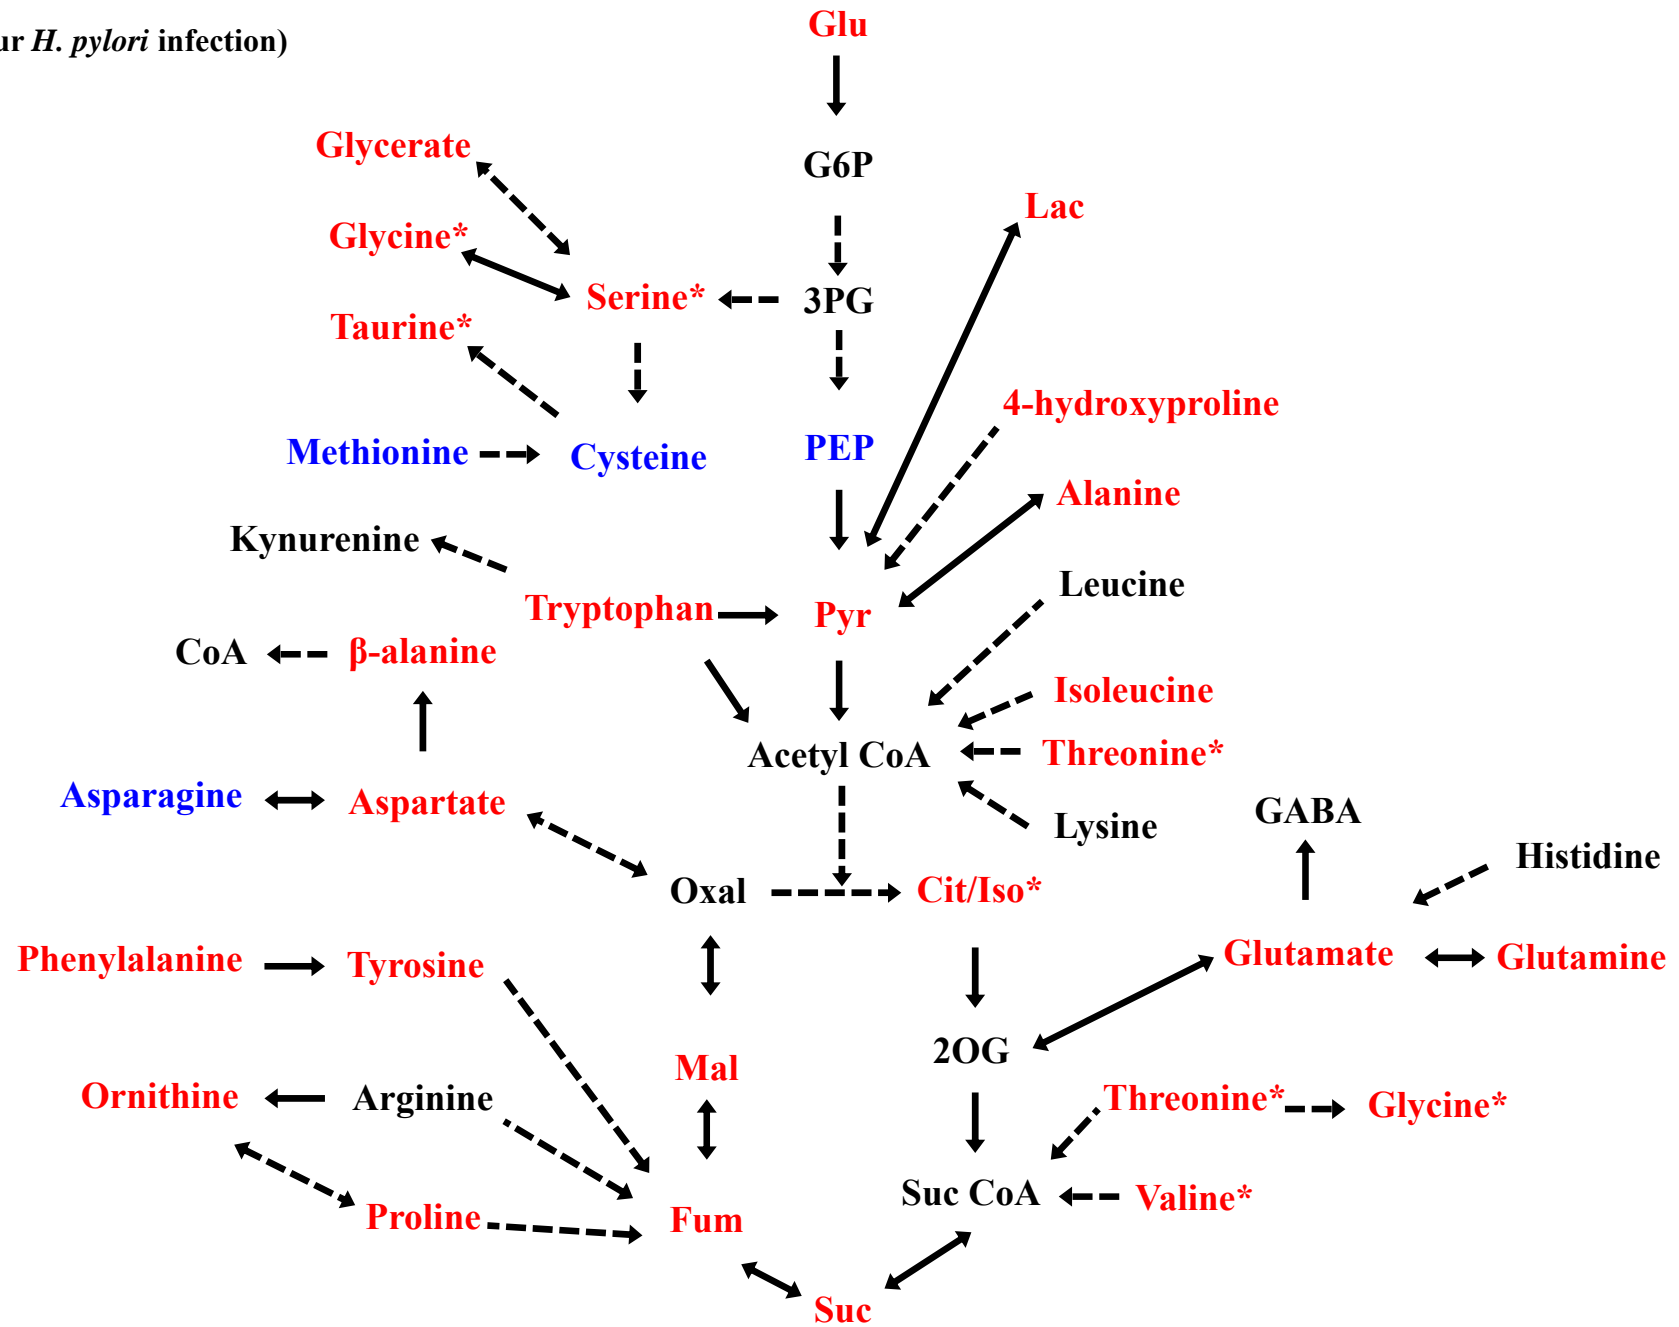 Glu
H. pylori infection)
Glycerate
G6P
Lac
Glycine*
Serine*
3PG
Taurine*
4-hydroxyproline
Methionine
Cysteine
PEP
Alanine
Kynurenine
Leucine
Tryptophan
Pyr
CoA
β-alanine
Isoleucine
Acetyl CoA
Threonine*
Asparagine
Aspartate
GABA
Lysine
Histidine
Oxal
Cit/Iso*
Phenylalanine
Tyrosine
Glutamate
Glutamine
2OG
Mal
Ornithine
Arginine
Threonine*
Glycine*
Suc CoA
Valine*
Proline
Fum
Suc